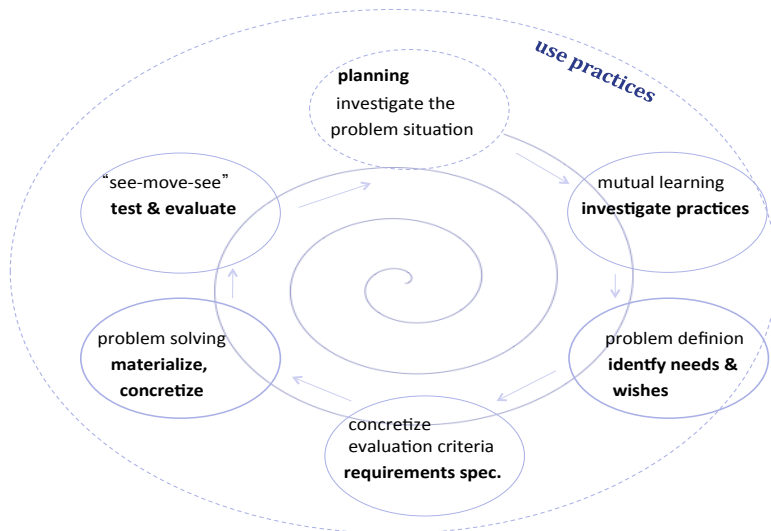 use practices
planning
investigate the
problem situation
"see-move-see"
test & evaluate
mutual learning
investigate practices
problem solving
materialize,
concretize
problem definion
identfy needs &
wishes
concretize
evaluation criteria
requirements spec.